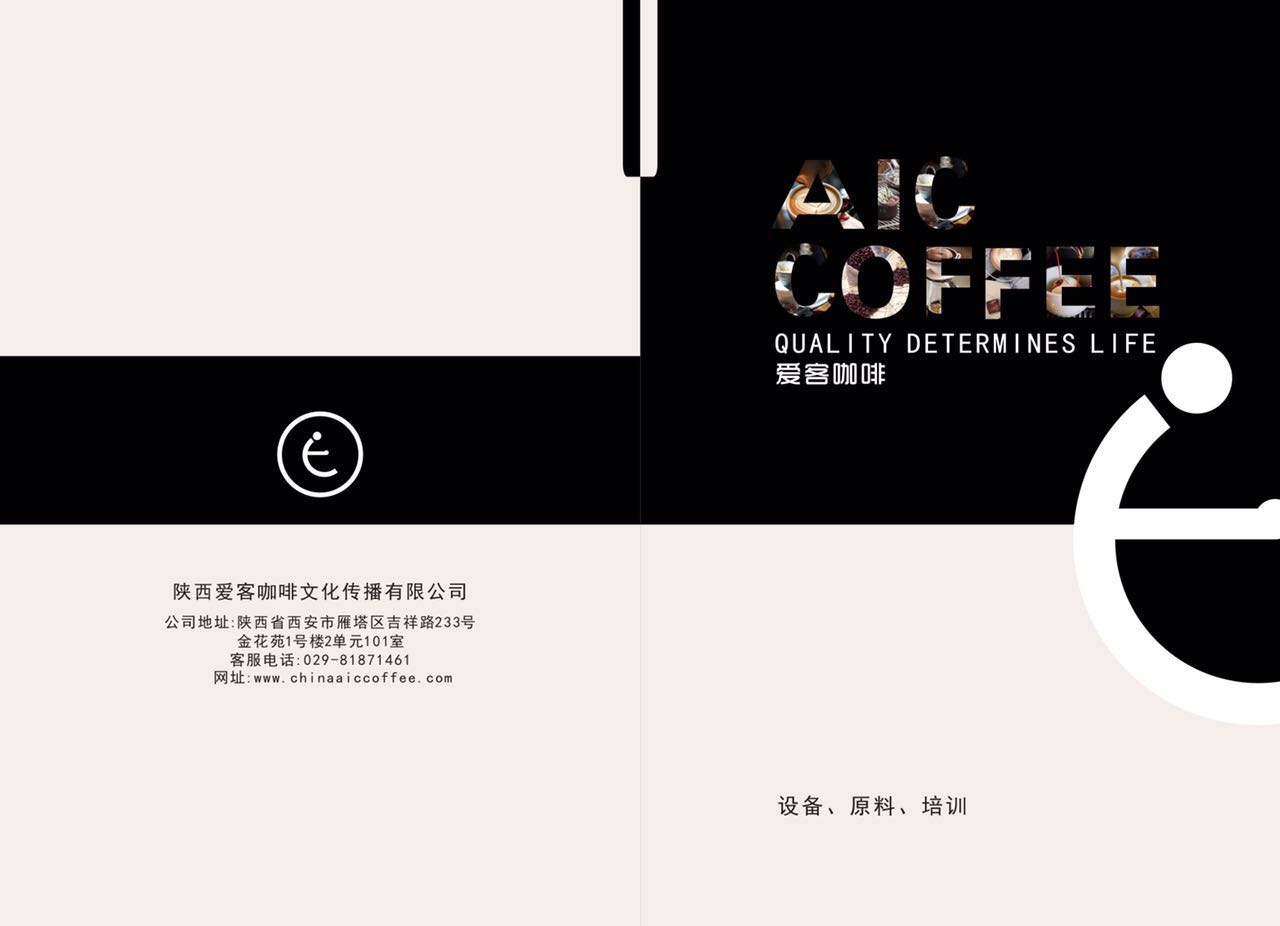 AIC
COFFEE
QUALITY DETERMINES LIFE
爱客咖啡
设备、原料、培训
陕西爱客咖啡文化传播有限公司
公司地址:陕西省西安市雁塔区吉祥路233号
金花苑1号楼2单元101室
客服电话:029-81871461
网址:www.chinaaiccoffee.com